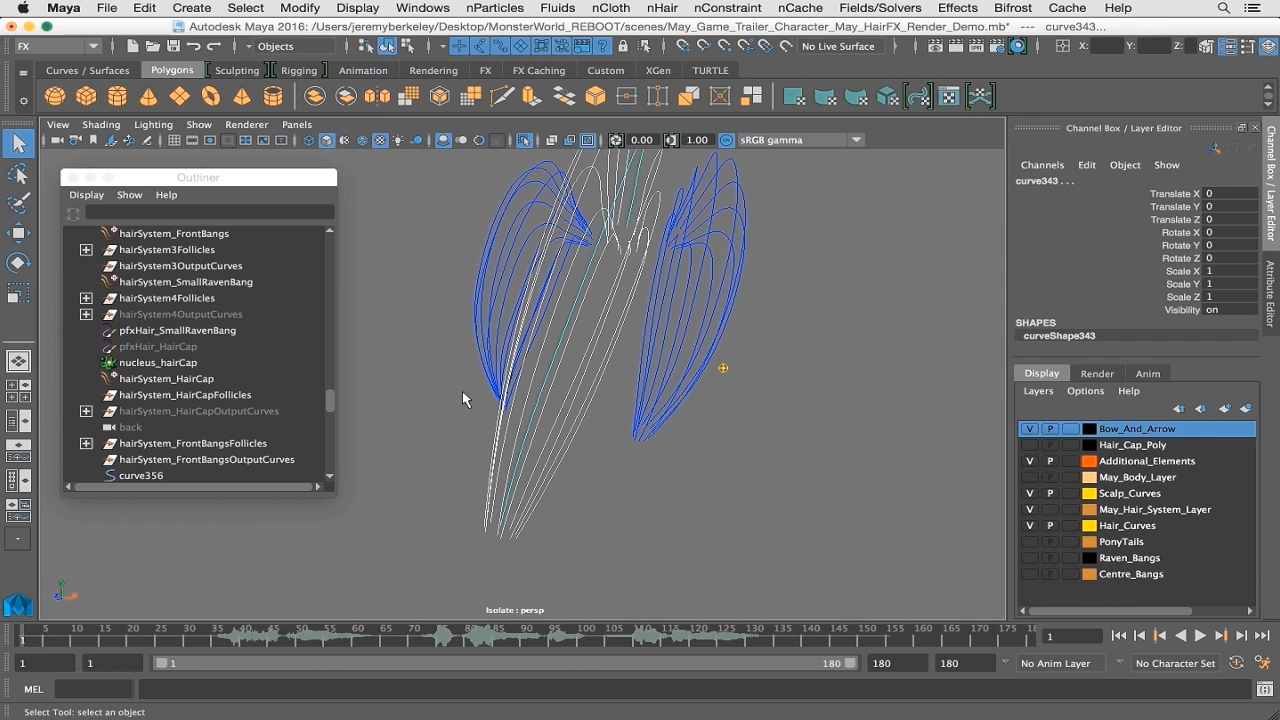 Maya File Edit Create Select Modify Display Windows nParticles Fluids nCloth nHair nConstraint nCache Fields/Solvers Effects Bifrost Cache Help
Autodesk Maya 2016: /Users/jeremyberkeley/Desktop/MonsterWorld_REBOOT/scenes/May_Game_Trailer_Character_May_HairFX_Render_Demo.mb* --- curve343...
FX Objects No Live Surface X: Y: Z:
Curves / Surfaces Polygons Sculpting Rigging Animation Rendering FX FX Caching Custom XGen TURTLE
View Shading Lighting Show Renderer Panels
0.00 1.00 sRGB gamma
Outliner
Display Show Help
hairSystem_FrontBangs
hairSystem3Follicles
hairSystem3OutputCurves
hairSystem_SmallRavenBang
hairSystem4Follicles
hairSystem4OutputCurves
pfxHair_SmallRavenBang
pfxHair_HairCap
nucleus_hairCap
hairSystem_HairCap
hairSystem_HairCapFollicles
hairSystem_HairCapOutputCurves
back
hairSystem_FrontBangsFollicles
hairSystem_FrontBangsOutputCurves
curve356
Y
Isolate : persp
Channel Box / Layer Editor
Channels Edit Object Show
curve343 . . .
Translate X 0
Translate Y 0
Translate Z 0
Rotate X 0
Rotate Y 0
Rotate Z 0
Scale X 1
Scale Y 1
Scale Z 1
Visibility on
SHAPES
curveShape343
Display Render Anim
Layers Options Help
V P Bow_And_Arrow
Hair_Cap_Poly
V P Additional_Elements
P May_Body_Layer
V P Scalp_Curves
V May_Hair_System_Layer
V P Hair_Curves
P PonyTails
P Raven_Bangs
P Centre_Bangs
Channel Box / Layer Editor
Attribute Editor
1 5 10 15 20 25 30 35 40 45 50 55 60 65 70 75 80 85 90 95 100 105 110 115 120 125 130 135 140 145 150 155 160 165 170 175 18 1
1 1 1 180 180 180 No Anim Layer No Character Set
MEL
Select Tool: select an object